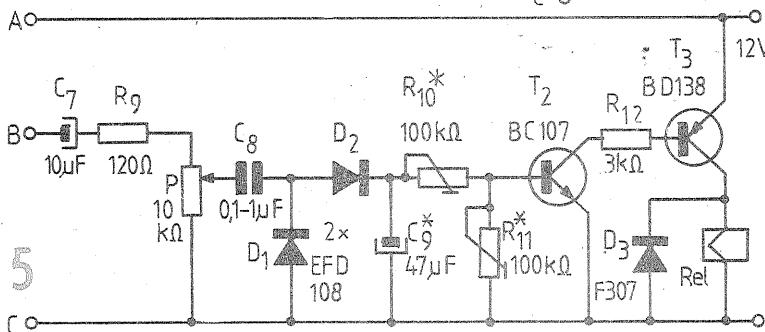 A
12V
T3
BD138
C7
10µF
R9
120Ω
B
P
10
kΩ
C8
0,1-1µF
D1
2×
EFD
108
D2
C9*
47µF
R10*
100kΩ
R11*
100kΩ
T2
BC107
R12
3kΩ
D3
F307
Rel
5
C